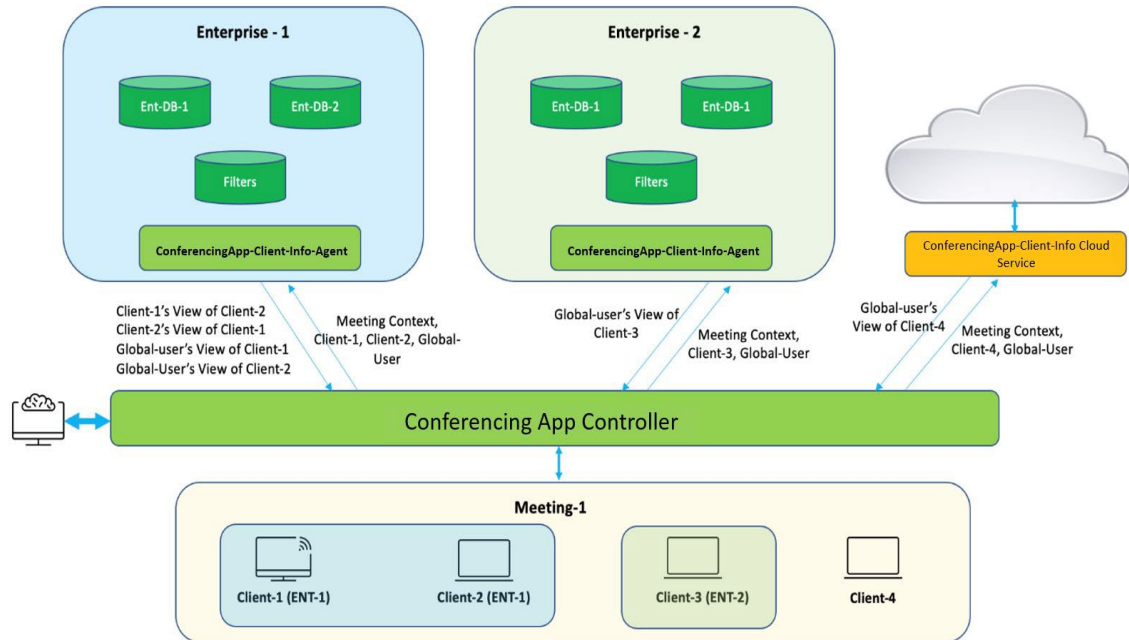 Enterprise - 1
Ent-DB-1
Ent-DB-2
Filters
ConferencingApp-Client-Info-Agent
Enterprise - 2
Ent-DB-1
Ent-DB-1
Filters
ConferencingApp-Client-Info-Agent
ConferencingApp-Client-Info Cloud
Service
Client-1's View of Client-2
Client-2's View of Client-1
Global-user's View of Client-1
Global-User's View of Client-2
Meeting Context,
Client-1, Client-2, Global-
User
Global-user's View of
Client-3
Meeting Context,
Client-3, Global-User
Global-user's
View of Client-4
Meeting Context,
Client-4, Global-User
Conferencing App Controller
Meeting-1
Client-1 (ENT-1)
Client-2 (ENT-1)
Client-3 (ENT-2)
Client-4